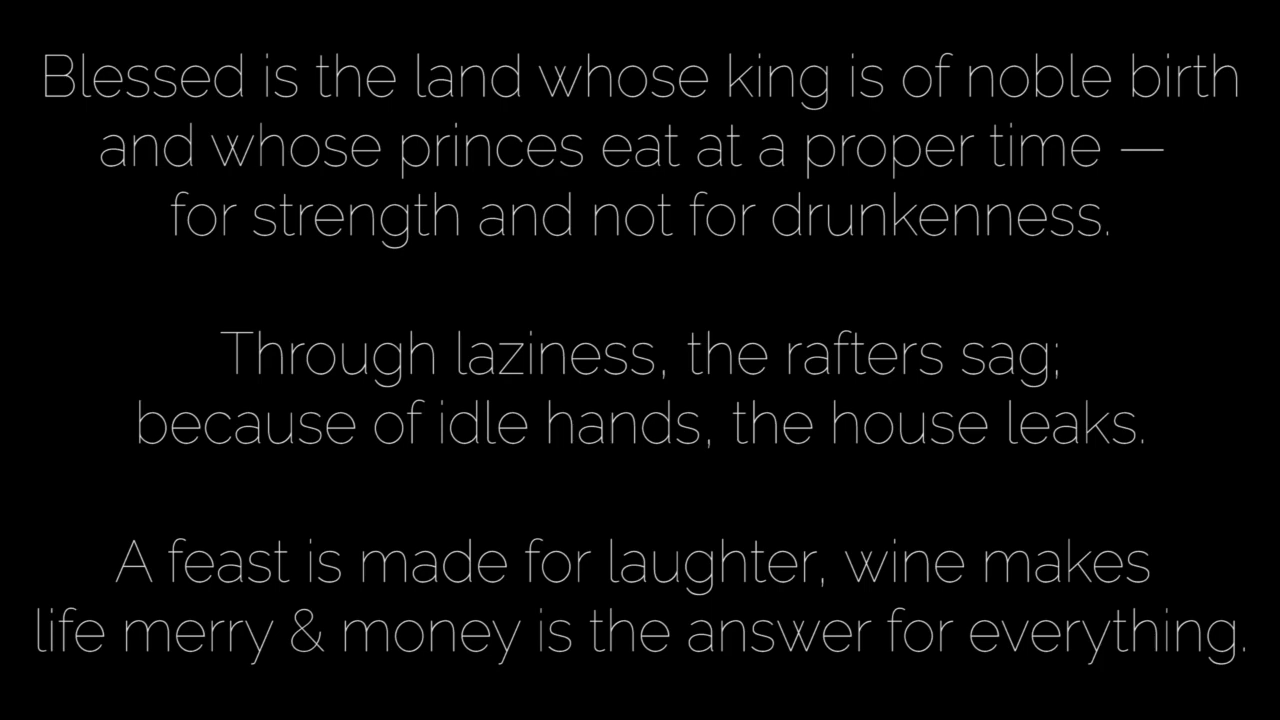 Blessed is the land whose king is of noble birth
and whose princes eat at a proper time —
for strength and not for drunkenness.
Through laziness, the rafters sag;
because of idle hands, the house leaks.
A feast is made for laughter, wine makes
life merry & money is the answer for everything.